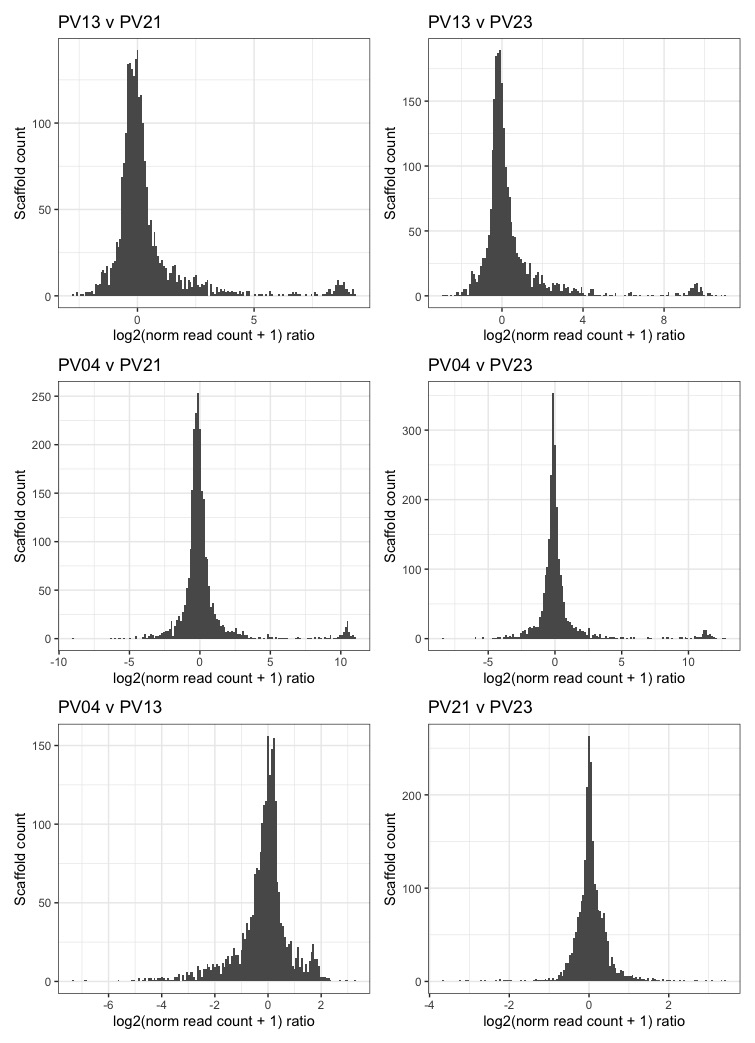 PV13 v PV21
Scaffold count
100
50
0
0
5
log2(norm read count + 1) ratio
PV13 v PV23
Scaffold count
150
100
50
0
0
4
8
log2(norm read count + 1) ratio
PV04 v PV21
Scaffold count
250
200
150
100
50
0
-10
-5
0
5
10
log2(norm read count + 1) ratio
PV04 v PV23
Scaffold count
300
200
100
0
-5
0
5
10
log2(norm read count + 1) ratio
PV04 v PV13
Scaffold count
150
100
50
0
-6
-4
-2
0
2
log2(norm read count + 1) ratio
PV21 v PV23
Scaffold count
200
100
0
-4
-2
0
2
log2(norm read count + 1) ratio